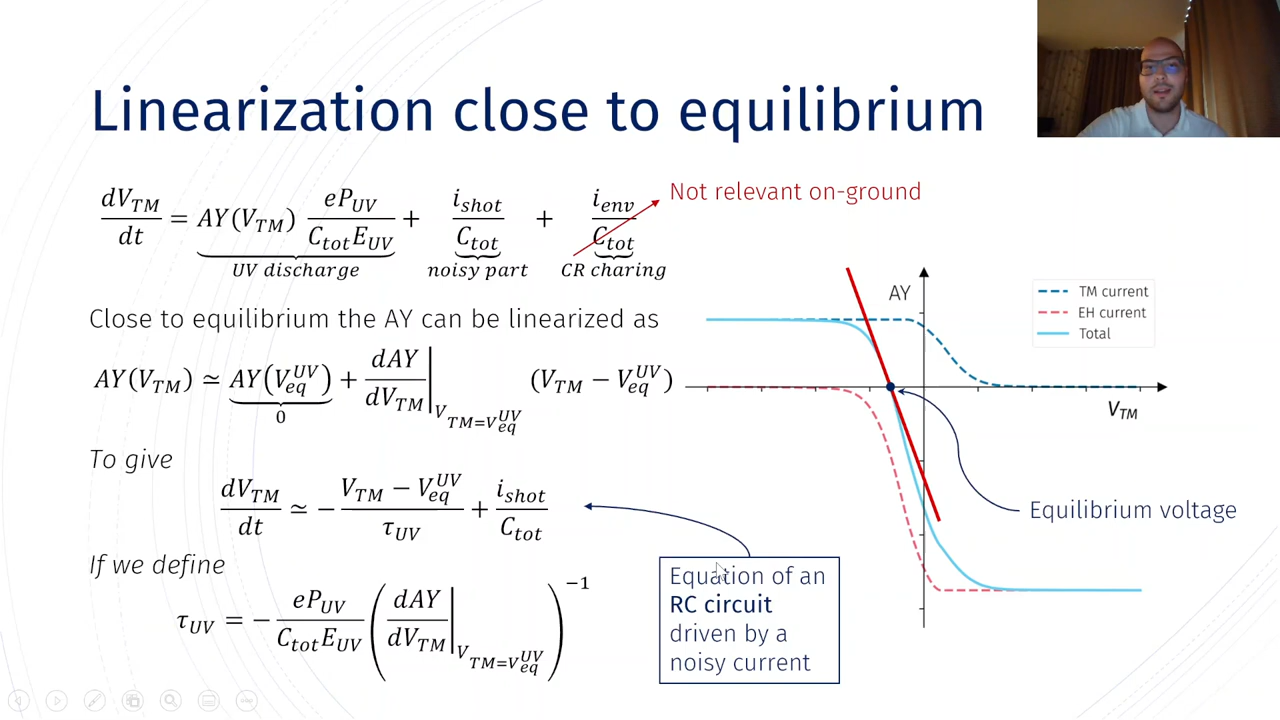 Linearization close to equilibrium
dV_TM/dt = AY(V_TM) eP_UV/(C_tot E_UV) + i_shot/C_tot + i_env/C_tot
UV discharge
noisy part
CR charing
Not relevant on-ground
Close to equilibrium the AY can be linearized as
AY(V_TM) ≃ AY(V_eq^UV) + dAY/dV_TM |_(V_TM=V_eq^UV) (V_TM − V_eq^UV)
0
To give
dV_TM/dt ≃ − (V_TM − V_eq^UV)/τ_UV + i_shot/C_tot
If we define
τ_UV = − eP_UV/(C_tot E_UV) (dAY/dV_TM |_(V_TM=V_eq^UV))^−1
Equation of an
RC circuit
driven by a
noisy current
AY
TM current
EH current
Total
V_TM
Equilibrium voltage